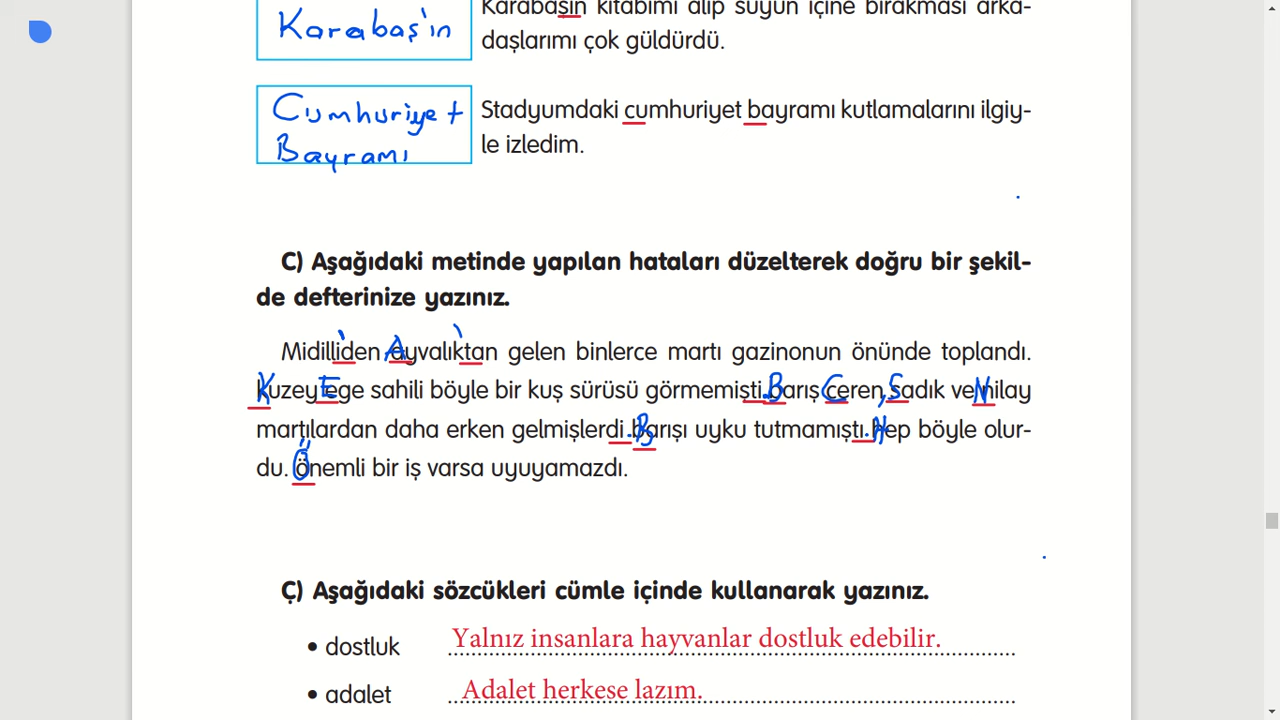 Karabaş'ın
Karabaşın kitabımı alıp suyun içine bırakması arka-
daşlarımı çok güldürdü.
Cumhuriyet
Bayramı
Stadyumdaki cumhuriyet bayramı kutlamalarını ilgiy-
le izledim.
C) Aşağıdaki metinde yapılan hataları düzelterek doğru bir şekil-
de defterinize yazınız.
' A '
Midilliden ayvalıktan gelen binlerce martı gazinonun önünde toplandı.
K E . B C , S N
kuzey ege sahili böyle bir kuş sürüsü görmemişti barış ceren sadık ve nilay
. B . H
martılardan daha erken gelmişlerdi barışı uyku tutmamıştı hep böyle olur-
Ö
du. önemli bir iş varsa uyuyamazdı.
Ç) Aşağıdaki sözcükleri cümle içinde kullanarak yazınız.
• dostluk Yalnız insanlara hayvanlar dostluk edebilir.
• adalet Adalet herkese lazım.